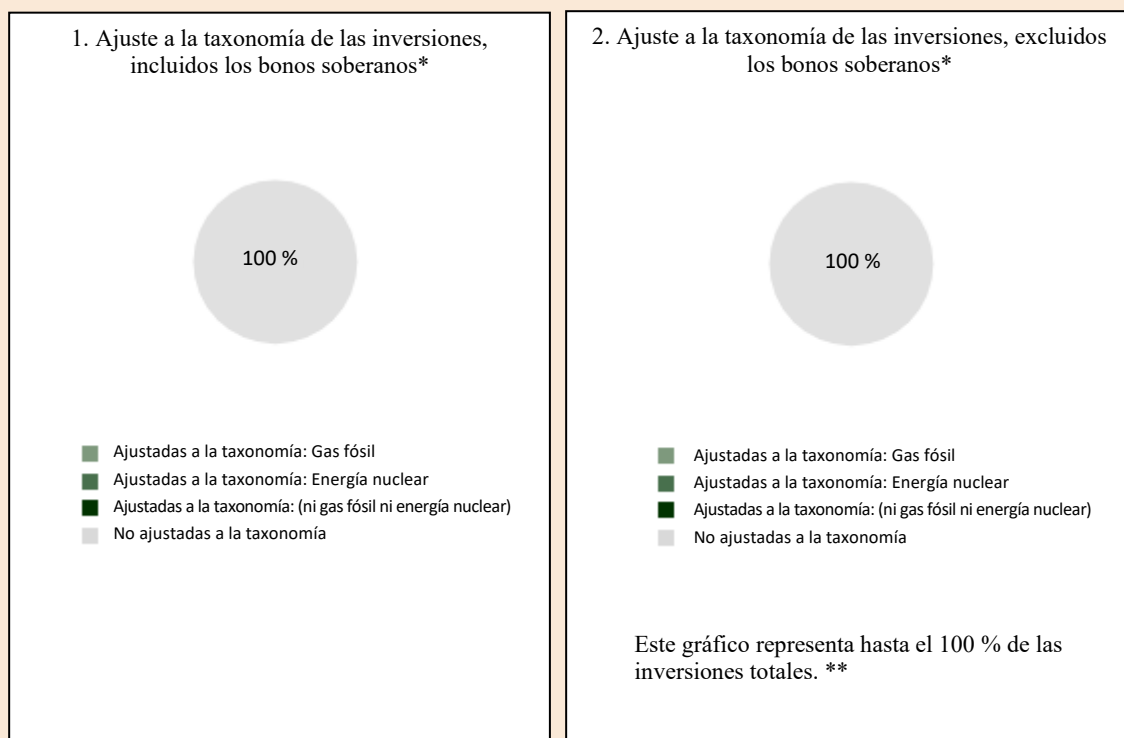 1. Ajuste a la taxonomía de las inversiones,
incluidos los bonos soberanos*
100 %
Ajustadas a la taxonomía: Gas fósil
Ajustadas a la taxonomía: Energía nuclear
Ajustadas a la taxonomía: (ni gas fósil ni energía nuclear)
No ajustadas a la taxonomía
2. Ajuste a la taxonomía de las inversiones, excluidos
los bonos soberanos*
100 %
Ajustadas a la taxonomía: Gas fósil
Ajustadas a la taxonomía: Energía nuclear
Ajustadas a la taxonomía: (ni gas fósil ni energía nuclear)
No ajustadas a la taxonomía
Este gráfico representa hasta el 100 % de las
inversiones totales. **